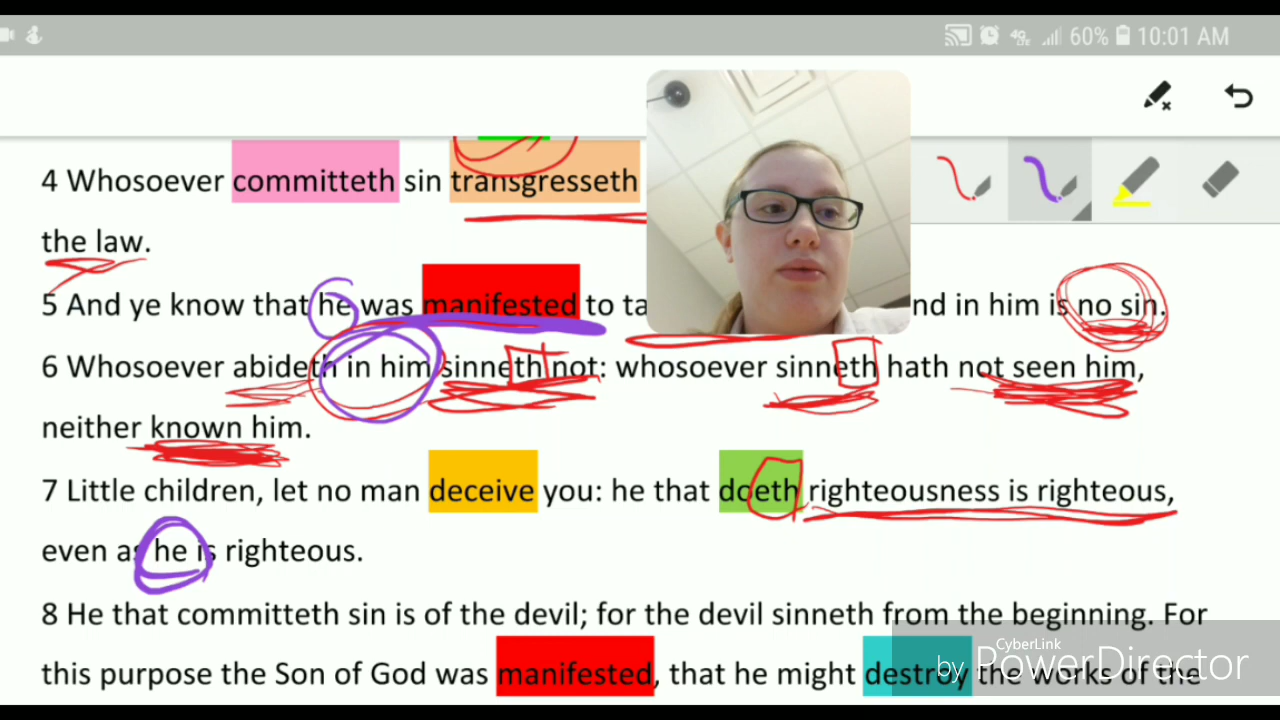 4G LTE 60% 10:01 AM
4 Whosoever committeth sin transgresseth
the law.
5 And ye know that he was manifested to ta nd in him is no sin.
6 Whosoever abideth in him sinneth not: whosoever sinneth hath not seen him,
neither known him.
7 Little children, let no man deceive you: he that doeth righteousness is righteous,
even as he is righteous.
8 He that committeth sin is of the devil; for the devil sinneth from the beginning. For
this purpose the Son of God was manifested, that he might destroy the works of the
CyberLink
by PowerDirector